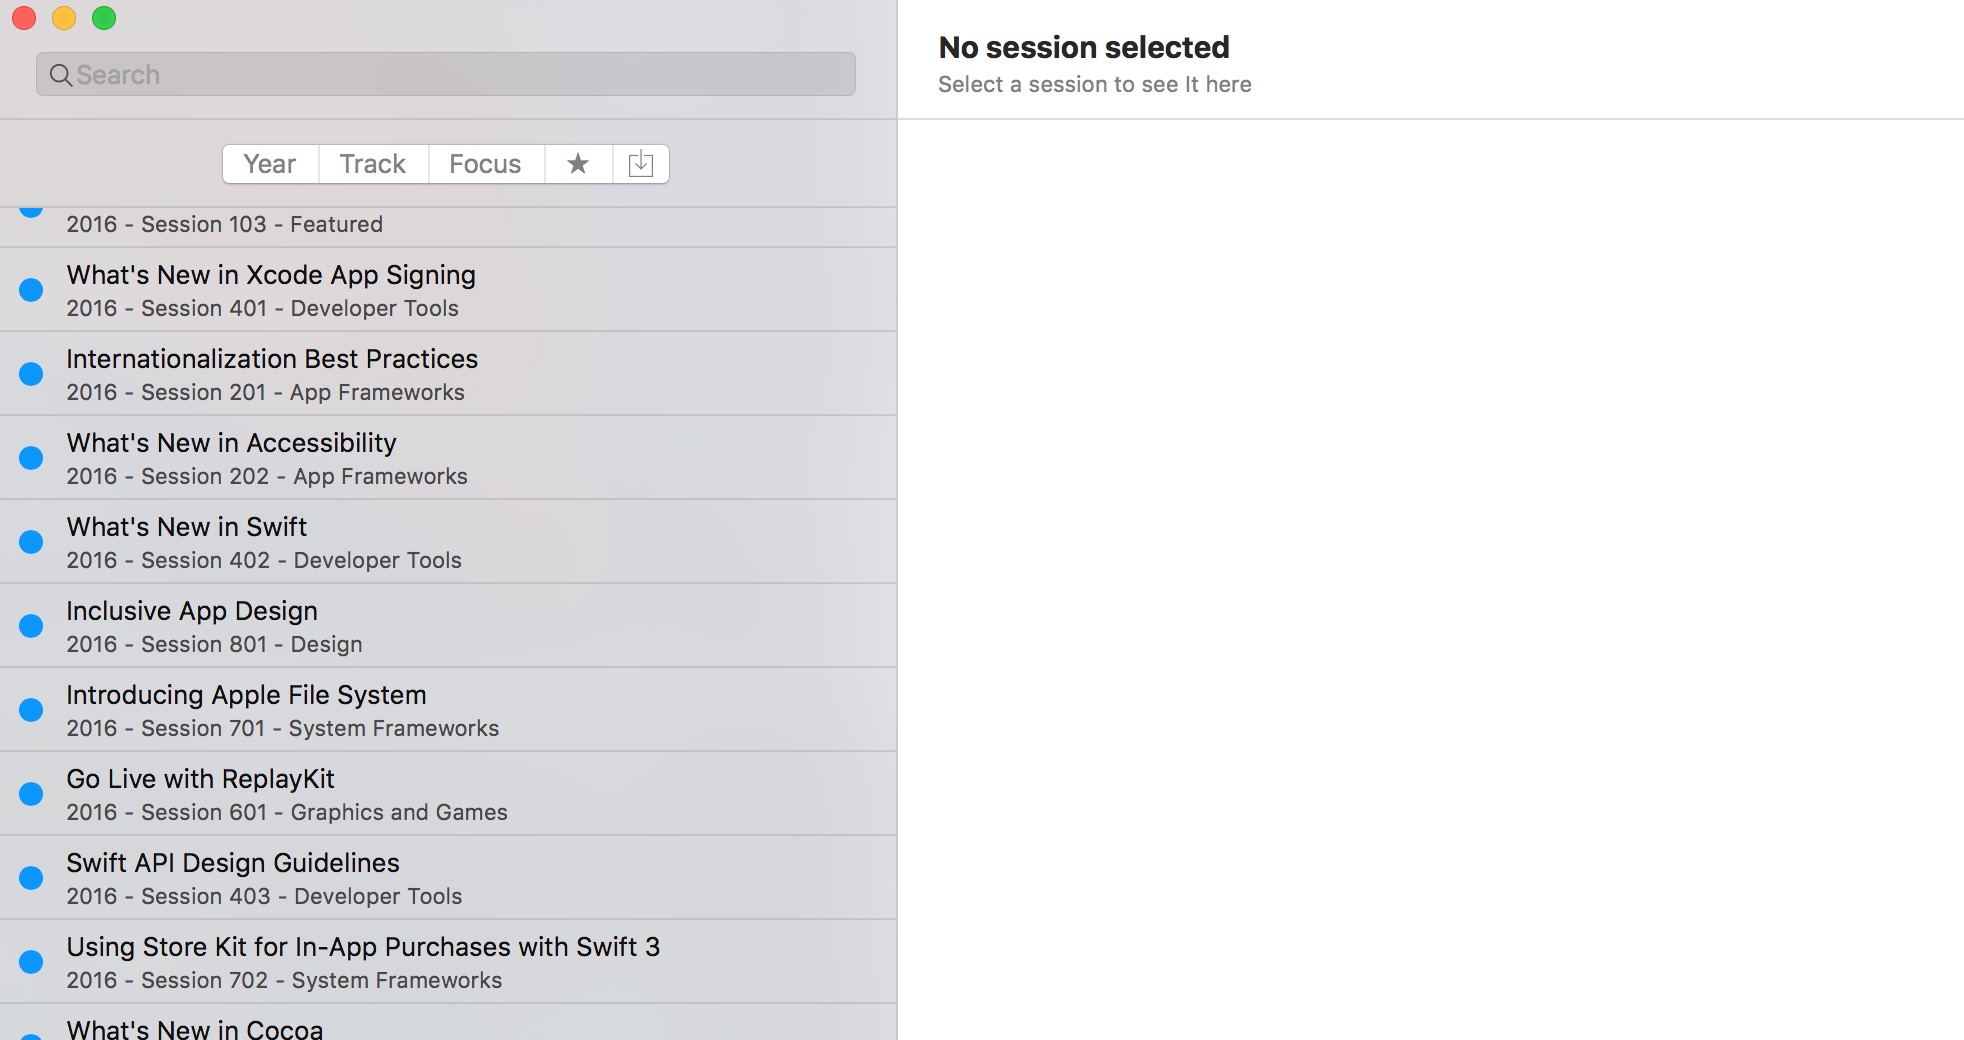 Search
No session selected
Select a session to see It here
Year Track Focus
2016 - Session 103 - Featured
What's New in Xcode App Signing
2016 - Session 401 - Developer Tools
Internationalization Best Practices
2016 - Session 201 - App Frameworks
What's New in Accessibility
2016 - Session 202 - App Frameworks
What's New in Swift
2016 - Session 402 - Developer Tools
Inclusive App Design
2016 - Session 801 - Design
Introducing Apple File System
2016 - Session 701 - System Frameworks
Go Live with ReplayKit
2016 - Session 601 - Graphics and Games
Swift API Design Guidelines
2016 - Session 403 - Developer Tools
Using Store Kit for In-App Purchases with Swift 3
2016 - Session 702 - System Frameworks
What's New in Cocoa